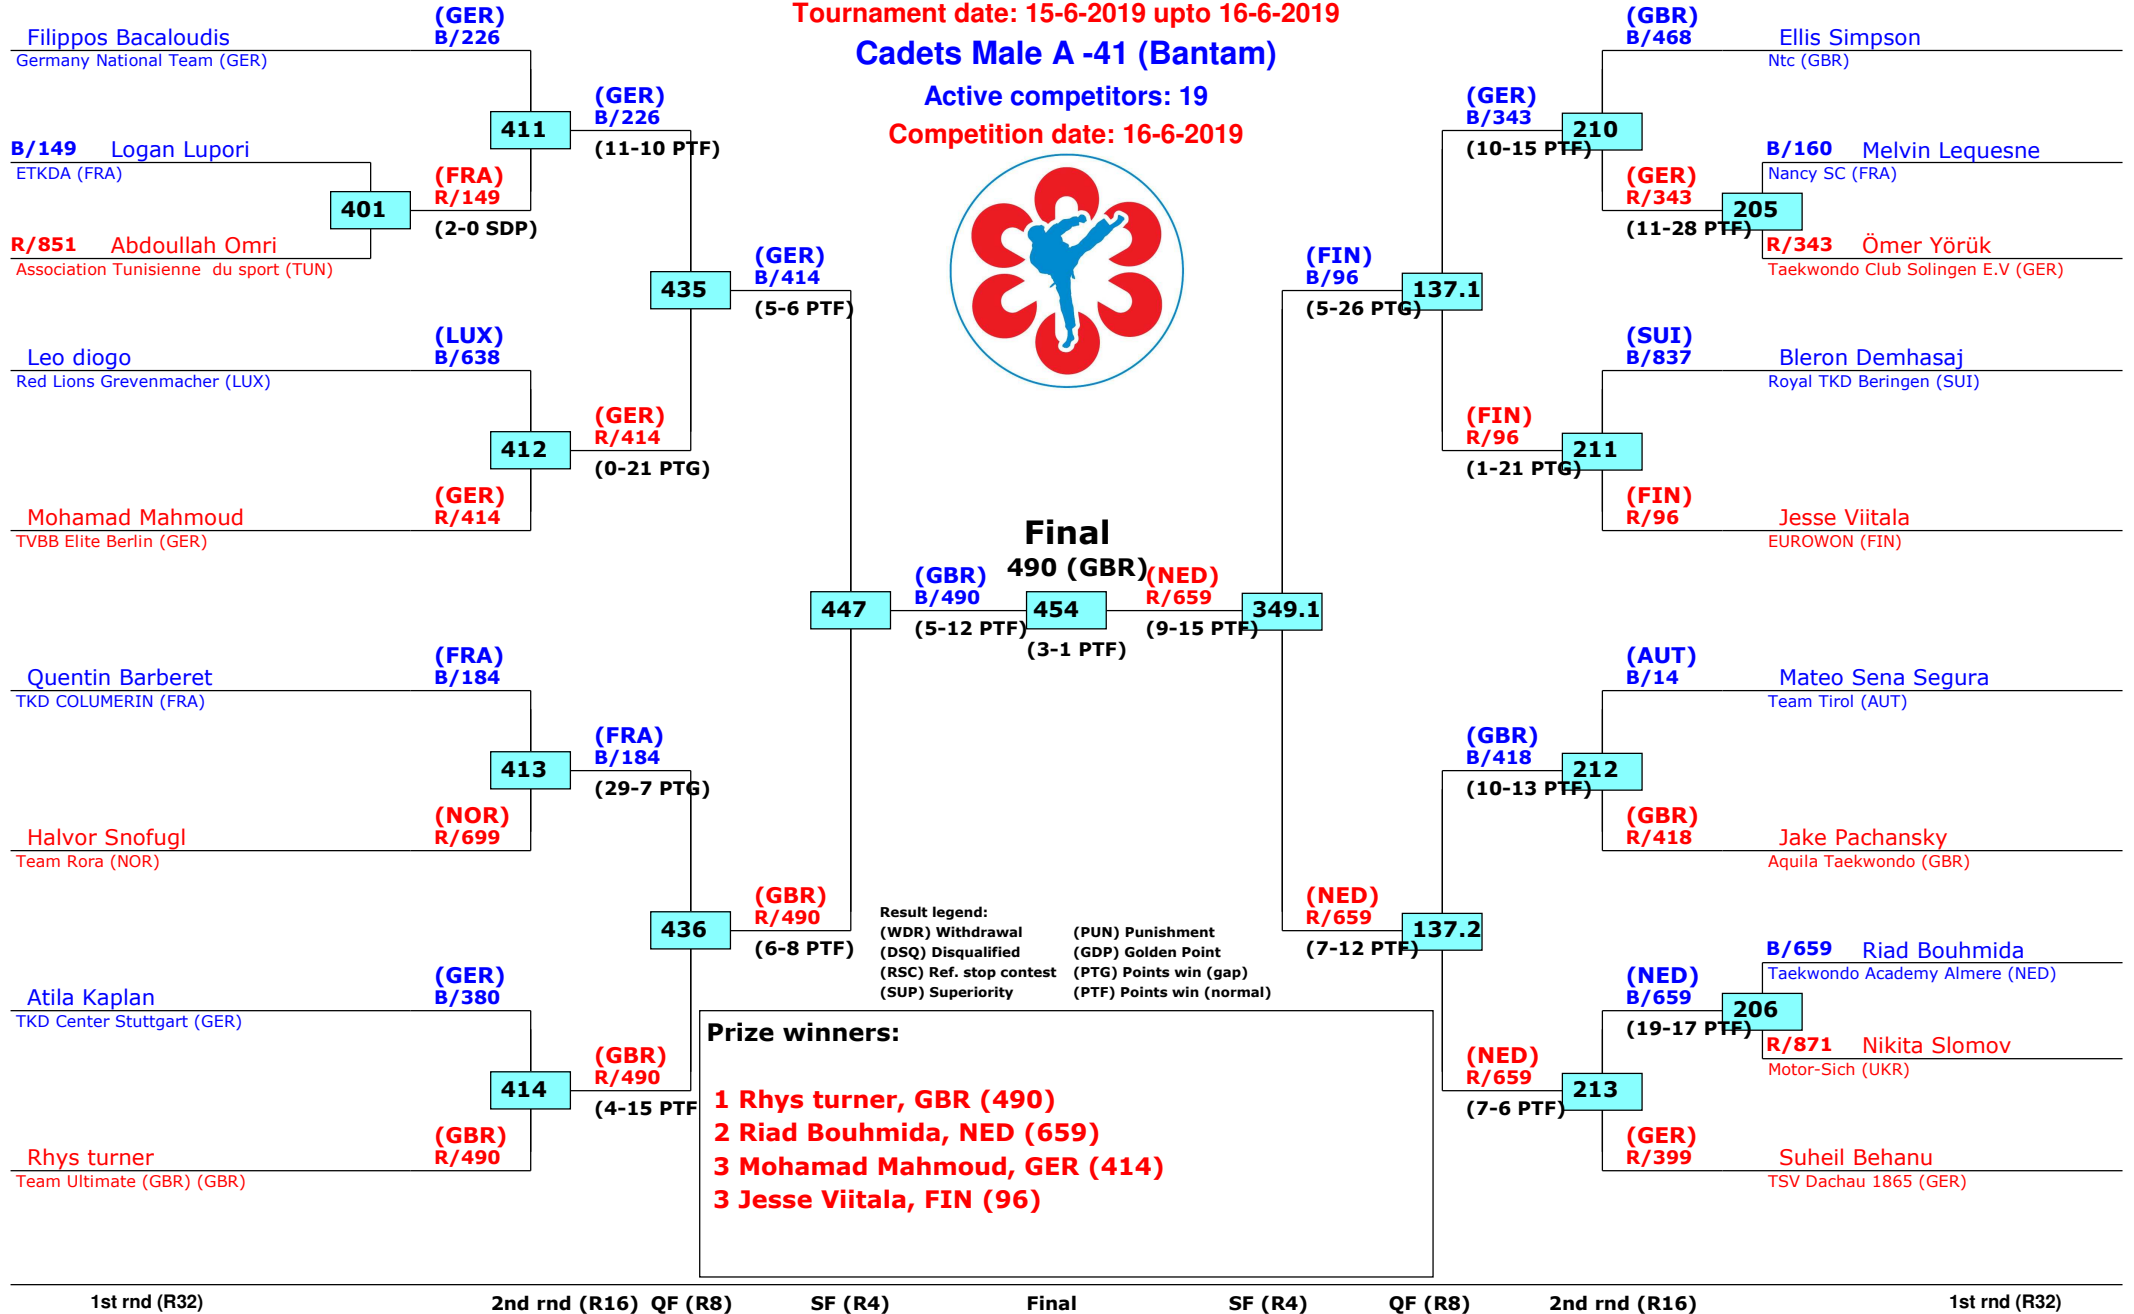 Tournament date: 15-6-2019 upto 16-6-2019
Cadets Male A -41 (Bantam)
Active competitors: 19
Competition date: 16-6-2019
(GER)
Filippos Bacaloudis B/226
Germany National Team (GER)
(GER)
B/226
411
(11-10 PTF)
B/149 Logan Lupori
ETKDA (FRA)
(FRA)
R/149
401
(2-0 SDP)
R/851 Abdoullah Omri
Association Tunisienne du sport (TUN)
(GER)
B/414
435
(5-6 PTF)
(LUX)
Leo diogo B/638
Red Lions Grevenmacher (LUX)
(GER)
R/414
412
(0-21 PTG)
(GER)
Mohamad Mahmoud R/414
TVBB Elite Berlin (GER)
Final
490 (GBR)
(GBR)
B/490
447
(5-12 PTF)
454
(3-1 PTF)
(NED)
R/659
349.1
(9-15 PTF)
(FRA)
Quentin Barberet B/184
TKD COLUMERIN (FRA)
(FRA)
B/184
413
(29-7 PTG)
(NOR)
Halvor Snofugl R/699
Team Rora (NOR)
(GBR)
R/490
436
(6-8 PTF)
(GER)
Atila Kaplan B/380
TKD Center Stuttgart (GER)
(GBR)
R/490
414
(4-15 PTF
(GBR)
Rhys turner R/490
Team Ultimate (GBR) (GBR)
(GBR)
B/468 Ellis Simpson
Ntc (GBR)
(GER)
B/343
210
(10-15 PTF)
B/160 Melvin Lequesne
Nancy SC (FRA)
(GER)
R/343
205
(11-28 PTF)
R/343 Ömer Yörük
Taekwondo Club Solingen E.V (GER)
(FIN)
B/96
137.1
(5-26 PTG)
(SUI)
B/837 Bleron Demhasaj
Royal TKD Beringen (SUI)
(FIN)
R/96
211
(1-21 PTG)
(FIN)
R/96 Jesse Viitala
EUROWON (FIN)
(AUT)
B/14 Mateo Sena Segura
Team Tirol (AUT)
(GBR)
B/418
212
(10-13 PTF)
(GBR)
R/418 Jake Pachansky
Aquila Taekwondo (GBR)
(NED)
R/659
137.2
(7-12 PTF)
B/659 Riad Bouhmida
Taekwondo Academy Almere (NED)
(NED)
B/659
206
(19-17 PTF)
R/871 Nikita Slomov
Motor-Sich (UKR)
(NED)
R/659
213
(7-6 PTF)
(GER)
R/399 Suheil Behanu
TSV Dachau 1865 (GER)
Result legend:
(WDR) Withdrawal (PUN) Punishment
(DSQ) Disqualified (GDP) Golden Point
(RSC) Ref. stop contest (PTG) Points win (gap)
(SUP) Superiority (PTF) Points win (normal)
Prize winners:
1 Rhys turner, GBR (490)
2 Riad Bouhmida, NED (659)
3 Mohamad Mahmoud, GER (414)
3 Jesse Viitala, FIN (96)
1st rnd (R32) 2nd rnd (R16) QF (R8) SF (R4) Final SF (R4) QF (R8) 2nd rnd (R16) 1st rnd (R32)